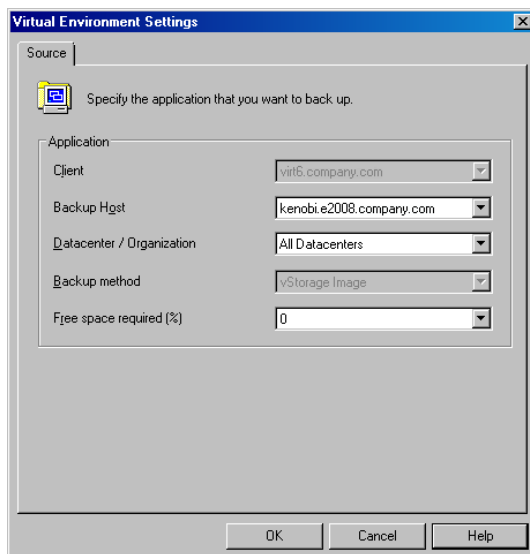 Virtual Environment Settings
Source
Specify the application that you want to back up.
Application
Client virt6.company.com
Backup Host kenobi.e2008.company.com
Datacenter / Organization All Datacenters
Backup method vStorage Image
Free space required (%) 0
OK Cancel Help